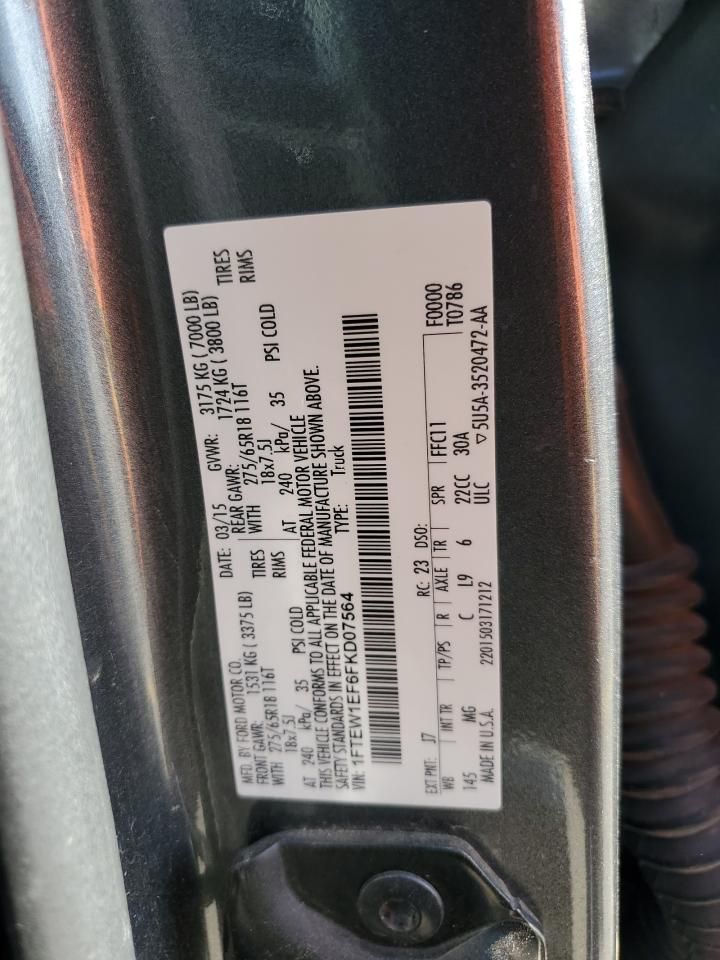 MFD. BY FORD MOTOR CO. DATE: 03/15 GVWR: 3175 KG ( 7000 LB)
FRONT GAWR: 1531 KG ( 3375 LB) REAR GAWR: 1724 KG ( 3800 LB)
WITH 275/65R18 116T TIRES WITH 275/65R18 116T TIRES
18x7.5J RIMS 18x7.5J RIMS
AT 240 kPa/ 35 PSI COLD AT 240 kPa/ 35 PSI COLD
THIS VEHICLE CONFORMS TO ALL APPLICABLE FEDERAL MOTOR VEHICLE
SAFETY STANDARDS IN EFFECT ON THE DATE OF MANUFACTURE SHOWN ABOVE.
VIN: 1FTEW1EF6FKD07564 TYPE: Truck
EXT PNT: J7 RC: 23 DSO: F0000
WB INT TR TP/PS R AXLE TR SPR FFC11 T0786
145 MG C L9 6 22CC 30A
MADE IN U.S.A. 2201503171212 ULC ▽5U5A-3520472-AA